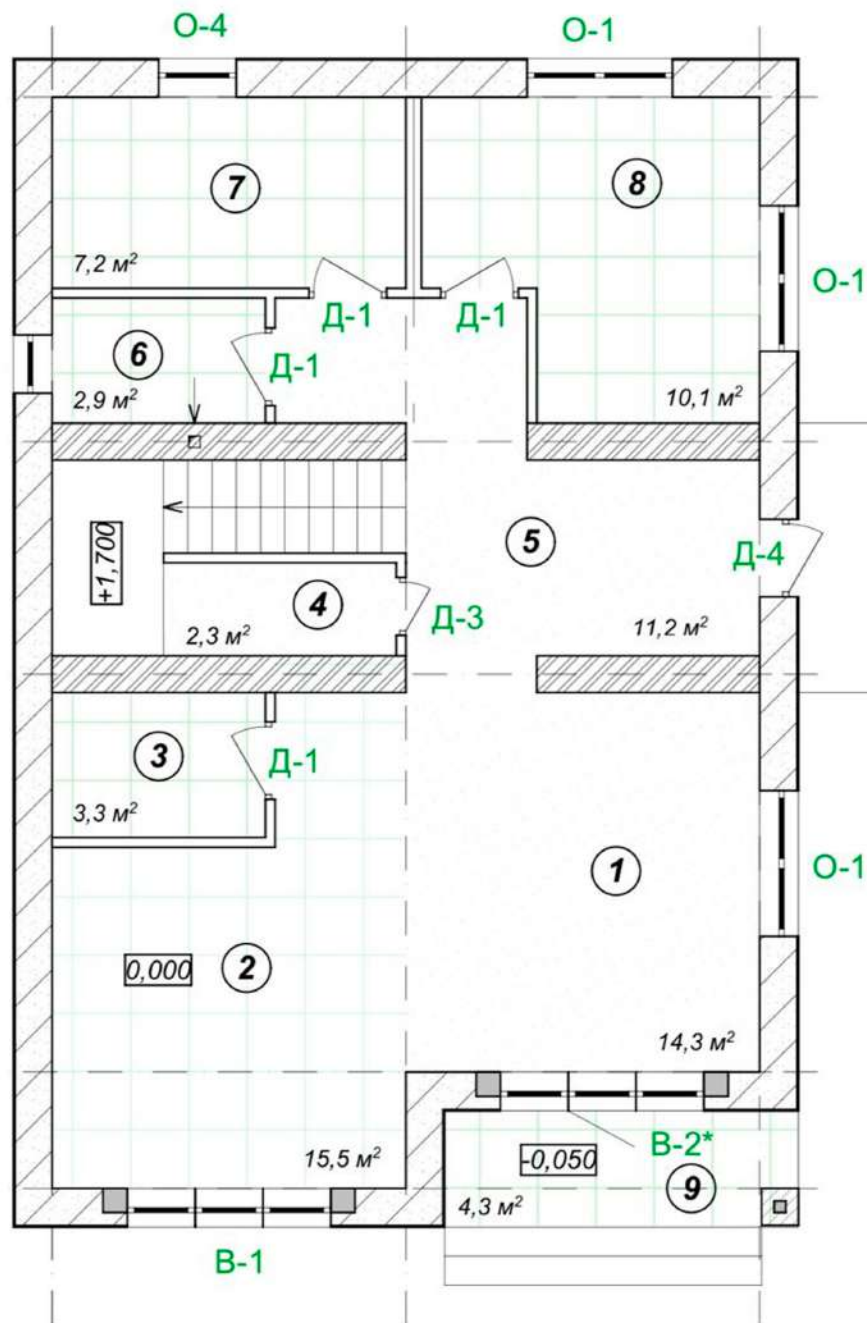 О-4
О-1
7
8
7,2 м²
О-1
Д-1
Д-1
6
Д-1
2,9 м²
10,1 м²
5
+1,700
Д-4
4
Д-3
2,3 м²
11,2 м²
3
Д-1
3,3 м²
1
О-1
2
0,000
14,3 м²
15,5 м²
-0,050
В-2*
9
4,3 м²
В-1